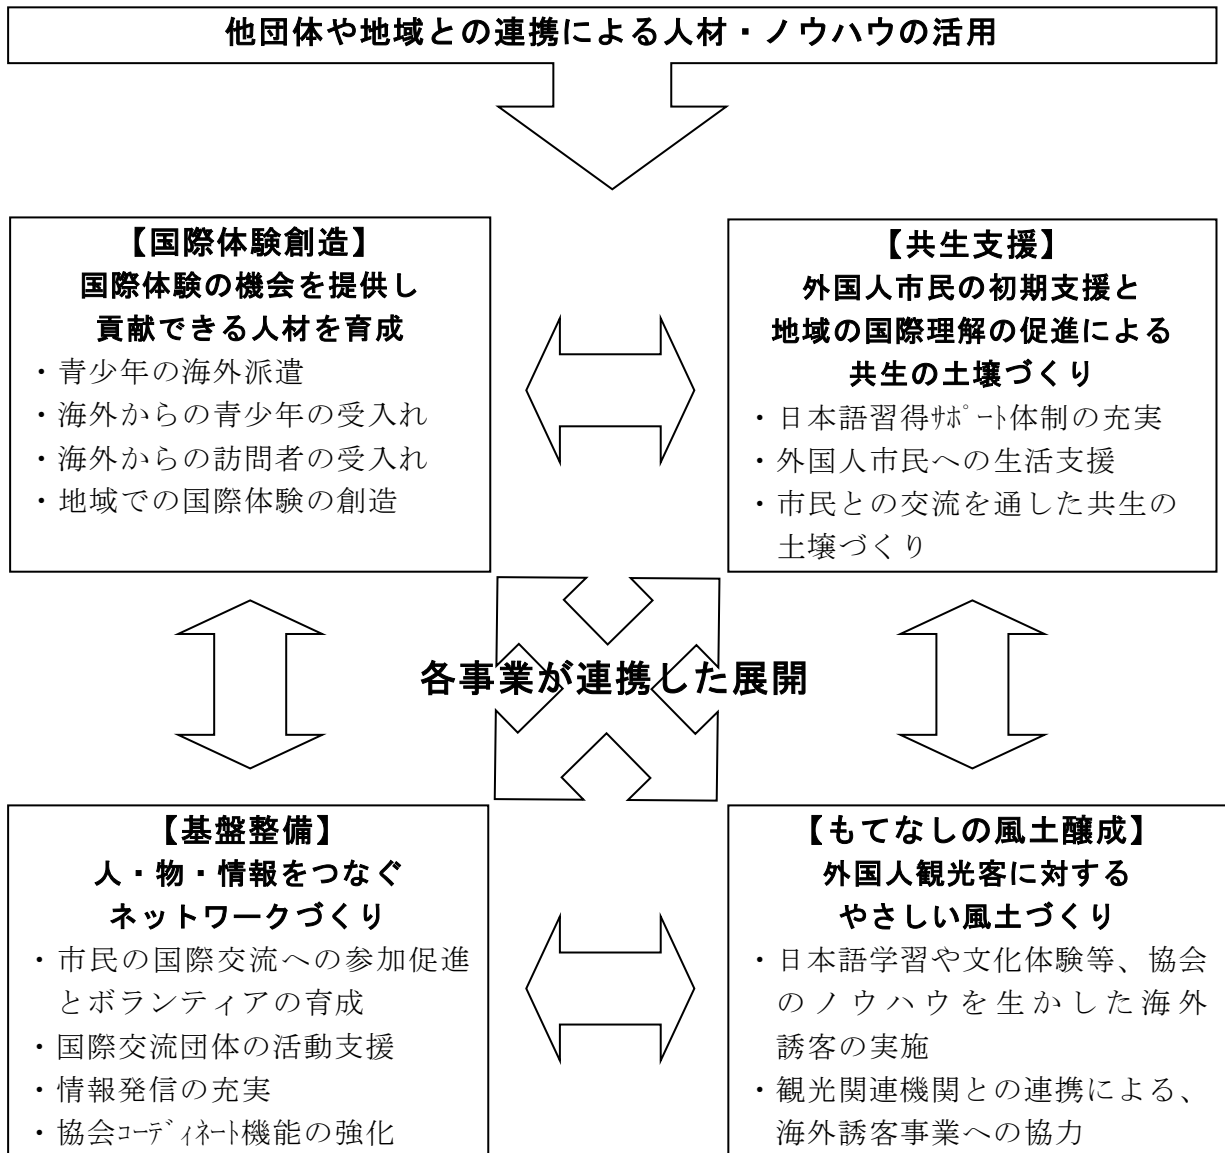 他団体や地域との連携による人材・ノウハウの活用
【国際体験創造】
国際体験の機会を提供し
貢献できる人材を育成
・青少年の海外派遣
・海外からの青少年の受入れ
・海外からの訪問者の受入れ
・地域での国際体験の創造
【共生支援】
外国人市民の初期支援と
地域の国際理解の促進による
共生の土壌づくり
・日本語習得ｻﾎﾟｰﾄ体制の充実
・外国人市民への生活支援
・市民との交流を通した共生の
土壌づくり
各事業が連携した展開
【基盤整備】
人・物・情報をつなぐ
ネットワークづくり
・市民の国際交流への参加促進
とボランティアの育成
・国際交流団体の活動支援
・情報発信の充実
・協会ｺｰﾃﾞｨﾈｰﾄ機能の強化
【もてなしの風土醸成】
外国人観光客に対する
やさしい風土づくり
・日本語学習や文化体験等、協会
のノウハウを生かした海外
誘客の実施
・観光関連機関との連携による、
海外誘客事業への協力